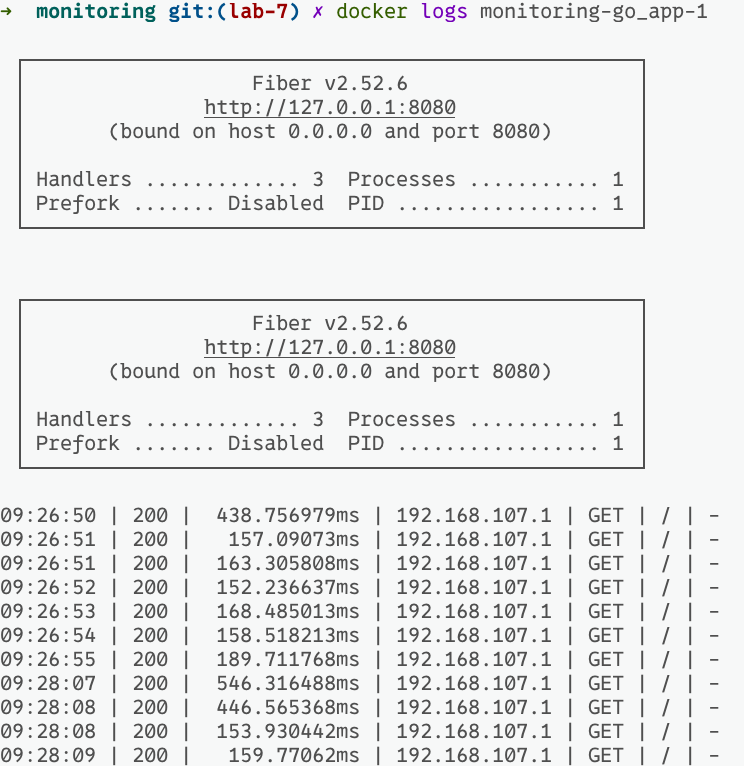 →  monitoring git:(lab-7) ✗ docker logs monitoring-go_app-1
Fiber v2.52.6
http://127.0.0.1:8080
(bound on host 0.0.0.0 and port 8080)
Handlers ............. 3  Processes ........... 1
Prefork ....... Disabled  PID ................. 1
Fiber v2.52.6
http://127.0.0.1:8080
(bound on host 0.0.0.0 and port 8080)
Handlers ............. 3  Processes ........... 1
Prefork ....... Disabled  PID ................. 1
09:26:50 | 200 |  438.756979ms | 192.168.107.1 | GET | / | -
09:26:51 | 200 |   157.09073ms | 192.168.107.1 | GET | / | -
09:26:51 | 200 |  163.305808ms | 192.168.107.1 | GET | / | -
09:26:52 | 200 |  152.236637ms | 192.168.107.1 | GET | / | -
09:26:53 | 200 |  168.485013ms | 192.168.107.1 | GET | / | -
09:26:54 | 200 |  158.518213ms | 192.168.107.1 | GET | / | -
09:26:55 | 200 |  189.711768ms | 192.168.107.1 | GET | / | -
09:28:07 | 200 |  546.316488ms | 192.168.107.1 | GET | / | -
09:28:08 | 200 |  446.565368ms | 192.168.107.1 | GET | / | -
09:28:08 | 200 |  153.930442ms | 192.168.107.1 | GET | / | -
09:28:09 | 200 |   159.77062ms | 192.168.107.1 | GET | / | -